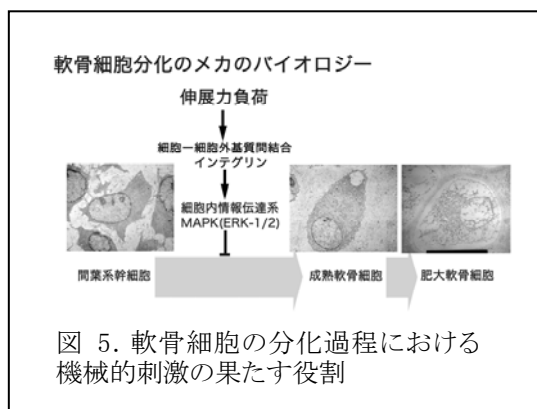 軟骨細胞分化のメカのバイオロジー
伸展力負荷
細胞ー細胞外基質間結合
インテグリン
細胞内情報伝達系
MAPK(ERK-1/2)
間葉系幹細胞
成熟軟骨細胞
肥大軟骨細胞
図 5. 軟骨細胞の分化過程における
機械的刺激の果たす役割